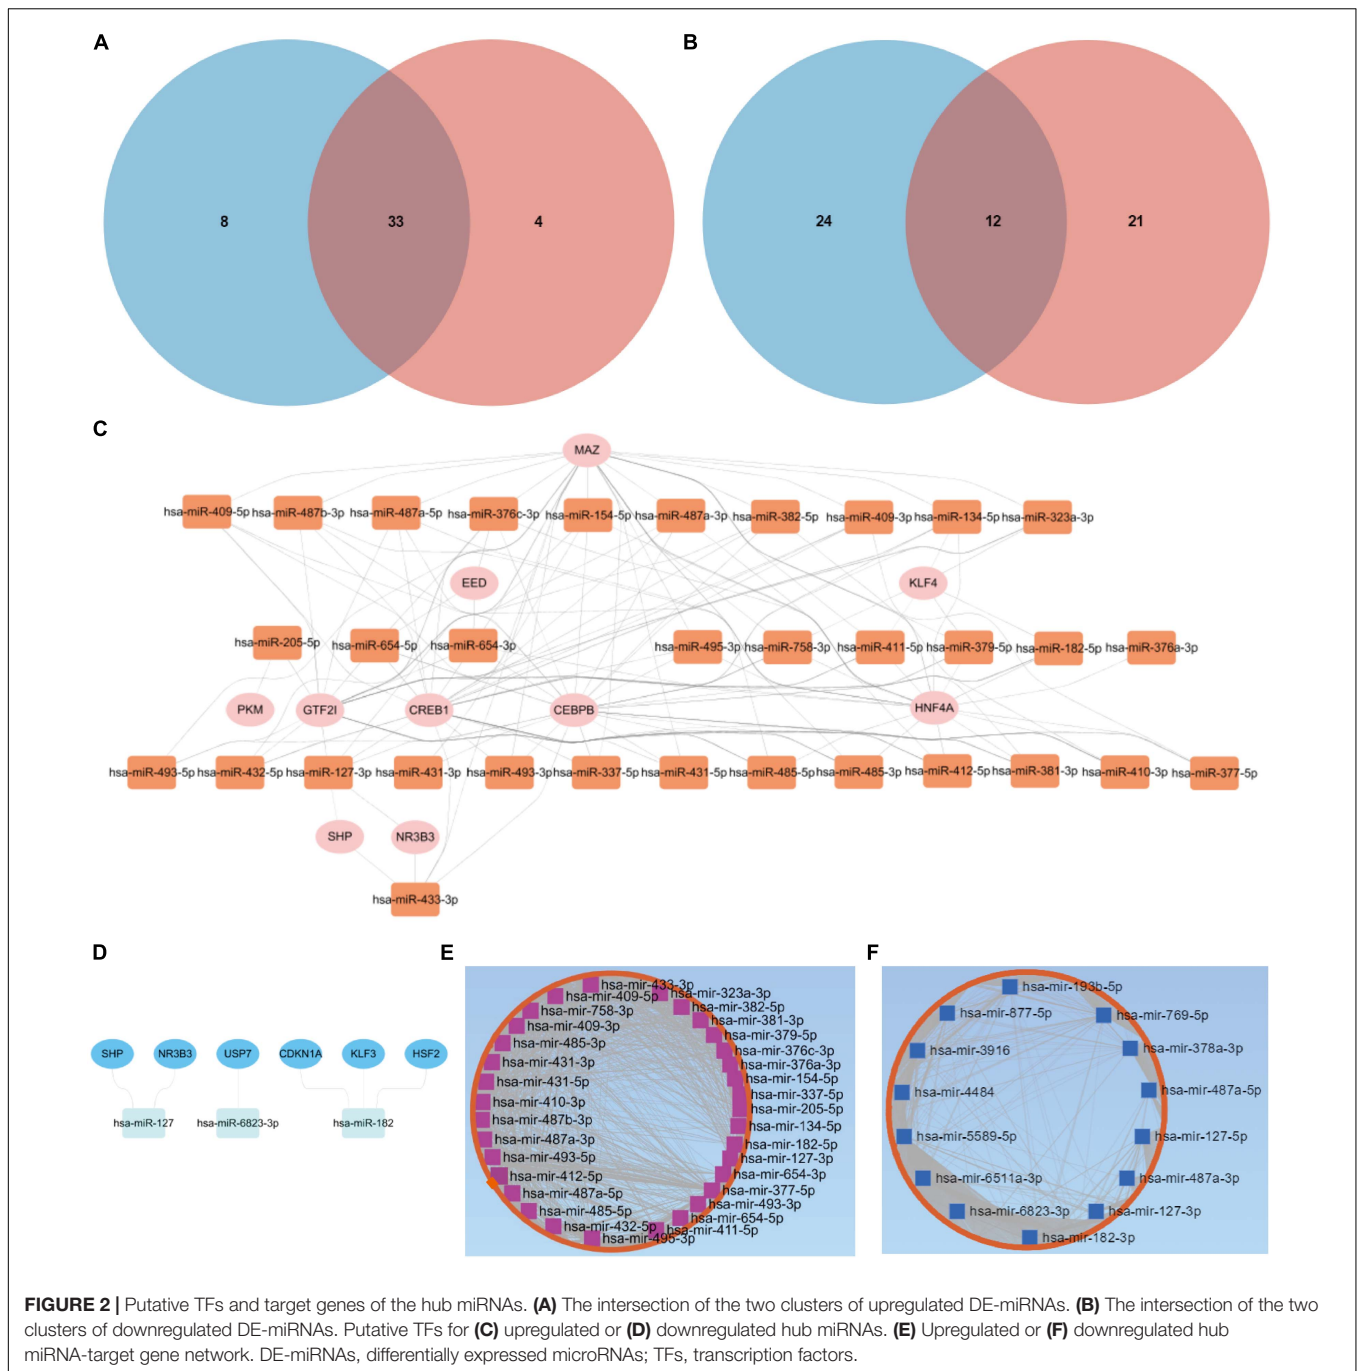 A
B
8
33
4
24
12
21
C
MAZ
hsa-miR-409-5p hsa-miR-487b-3p hsa-miR-487a-5p hsa-miR-376c-3p hsa-miR-154-5p hsa-miR-487a-3p hsa-miR-382-5p hsa-miR-409-3p hsa-miR-134-5p hsa-miR-323a-3p
EED
KLF4
hsa-miR-205-5p hsa-miR-654-5p hsa-miR-654-3p hsa-miR-495-3p hsa-miR-758-3p hsa-miR-411-5p hsa-miR-379-5p hsa-miR-182-5p hsa-miR-376a-3p
PKM GTF2I CREB1 CEBPB HNF4A
hsa-miR-493-5p hsa-miR-432-5p hsa-miR-127-3p hsa-miR-431-3p hsa-miR-493-3p hsa-miR-337-5p hsa-miR-431-5p hsa-miR-485-5p hsa-miR-485-3p hsa-miR-412-5p hsa-miR-381-3p hsa-miR-410-3p hsa-miR-377-5p
SHP NR3B3
hsa-miR-433-3p
D
SHP NR3B3 USP7 CDKN1A KLF3 HSF2
hsa-miR-127 hsa-miR-6823-3p hsa-miR-182
E
hsa-mir-433-3p
hsa-mir-409-5p
hsa-mir-758-3p
hsa-mir-409-3p
hsa-mir-485-3p
hsa-mir-431-3p
hsa-mir-431-5p
hsa-mir-410-3p
hsa-mir-487b-3p
hsa-mir-487a-3p
hsa-mir-493-5p
hsa-mir-412-5p
hsa-mir-487a-5p
hsa-mir-485-5p
hsa-mir-432-5p
hsa-mir-495-3p
hsa-mir-323a-3p
hsa-mir-382-5p
hsa-mir-381-3p
hsa-mir-379-5p
hsa-mir-376c-3p
hsa-mir-376a-3p
hsa-mir-154-5p
hsa-mir-337-5p
hsa-mir-205-5p
hsa-mir-134-5p
hsa-mir-182-5p
hsa-mir-127-3p
hsa-mir-654-3p
hsa-mir-377-5p
hsa-mir-493-3p
hsa-mir-654-5p
hsa-mir-411-5p
F
hsa-mir-193b-5p
hsa-mir-877-5p
hsa-mir-3916
hsa-mir-4484
hsa-mir-5589-5p
hsa-mir-6511a-3p
hsa-mir-6823-3p
hsa-mir-182-3p
hsa-mir-769-5p
hsa-mir-378a-3p
hsa-mir-487a-5p
hsa-mir-127-5p
hsa-mir-487a-3p
hsa-mir-127-3p
FIGURE 2 | Putative TFs and target genes of the hub miRNAs. (A) The intersection of the two clusters of upregulated DE-miRNAs. (B) The intersection of the two
clusters of downregulated DE-miRNAs. Putative TFs for (C) upregulated or (D) downregulated hub miRNAs. (E) Upregulated or (F) downregulated hub
miRNA-target gene network. DE-miRNAs, differentially expressed microRNAs; TFs, transcription factors.